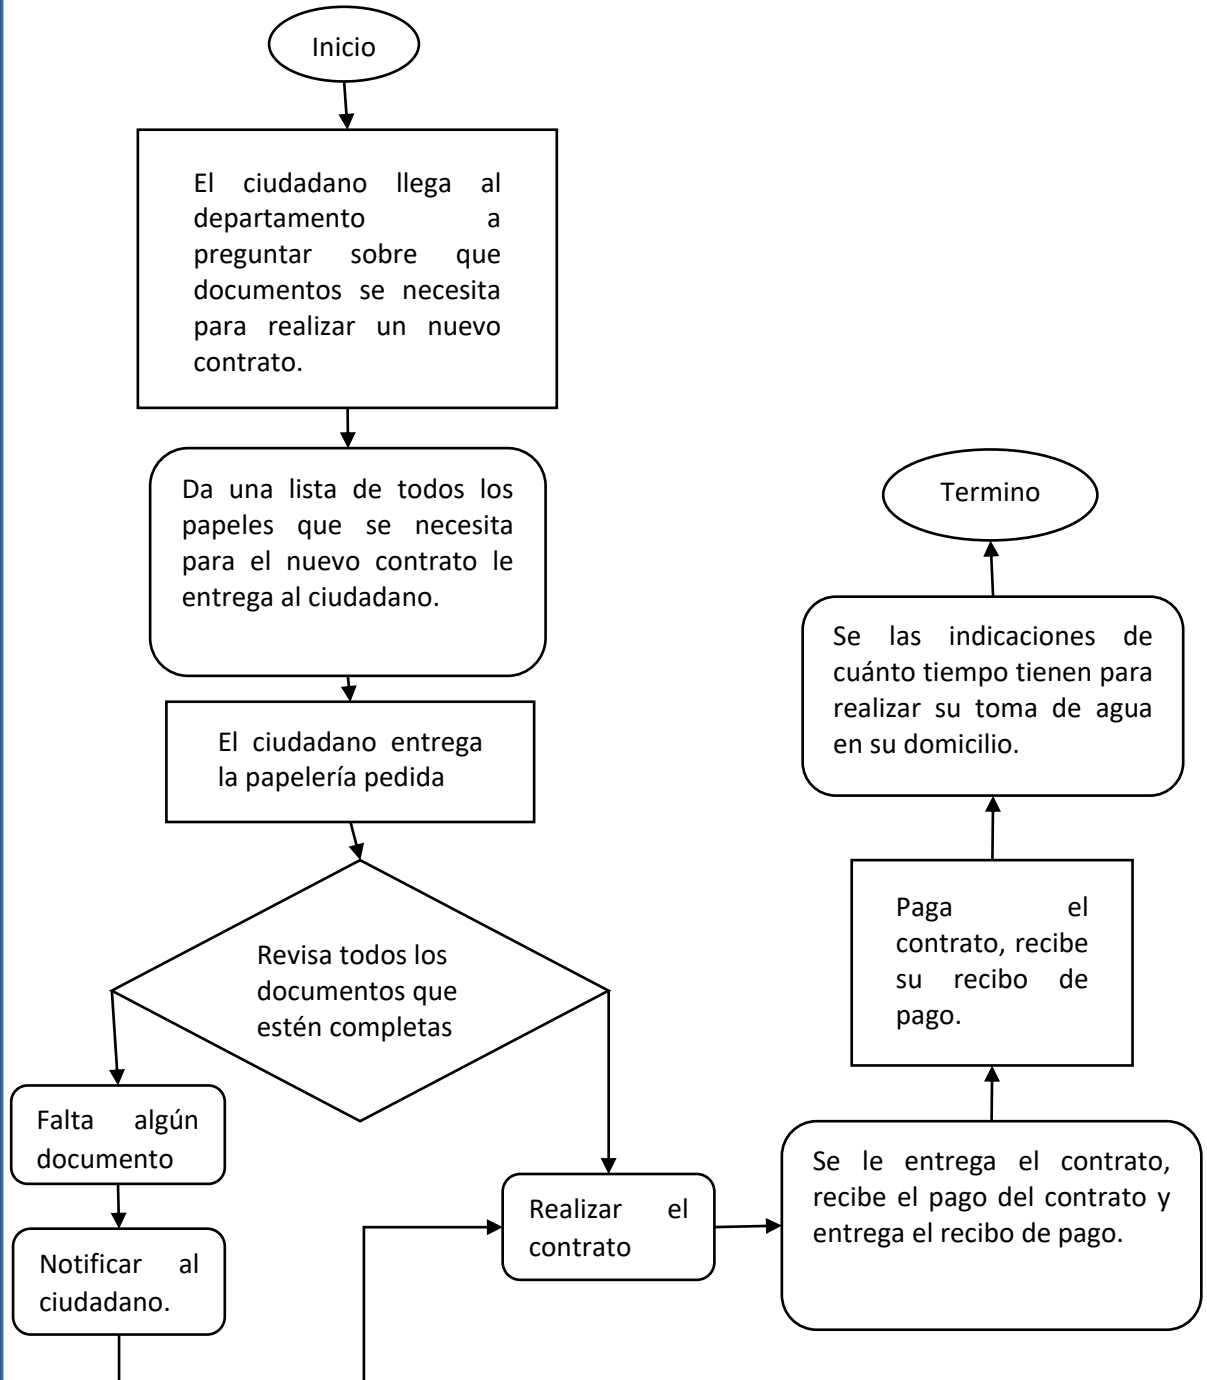 Inicio
El ciudadano llega al
departamento a
preguntar sobre que
documentos se necesita
para realizar un nuevo
contrato.
Da una lista de todos los
papeles que se necesita
para el nuevo contrato le
entrega al ciudadano.
El ciudadano entrega
la papelería pedida
Revisa todos los
documentos que
estén completas
Falta algún
documento
Notificar al
ciudadano.
Realizar el
contrato
Se le entrega el contrato,
recibe el pago del contrato y
entrega el recibo de pago.
Paga el
contrato, recibe
su recibo de
pago.
Se las indicaciones de
cuánto tiempo tienen para
realizar su toma de agua
en su domicilio.
Termino